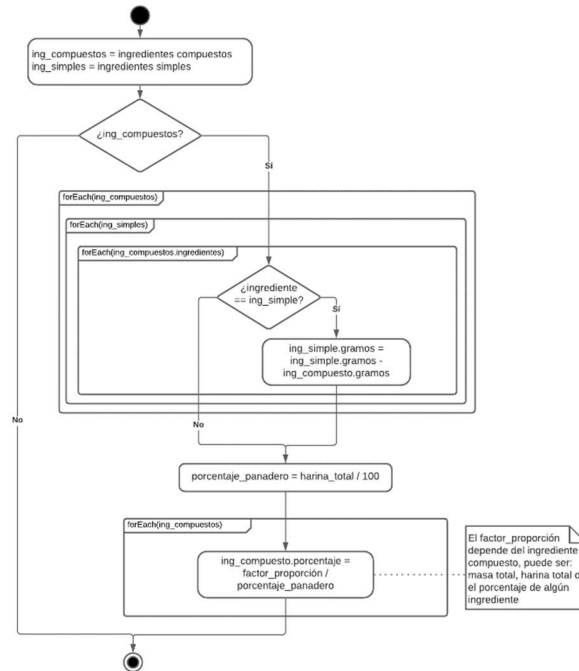 ing_compuestos = ingredientes compuestos
ing_simples = ingredientes simples
¿ing_compuestos?
Sí
forEach(ing_compuestos)
forEach(ing_simples)
forEach(ing_compuestos.ingredientes)
¿ingrediente
== ing_simple?
Sí
ing_simple.gramos =
ing_simple.gramos -
ing_compuesto.gramos
No
No
porcentaje_panadero = harina_total / 100
forEach(ing_compuestos)
ing_compuesto.porcentaje =
factor_proporción /
porcentaje_panadero
El factor_proporción
depende del ingrediente
compuesto, puede ser:
masa total, harina total o
el porcentaje de algún
ingrediente